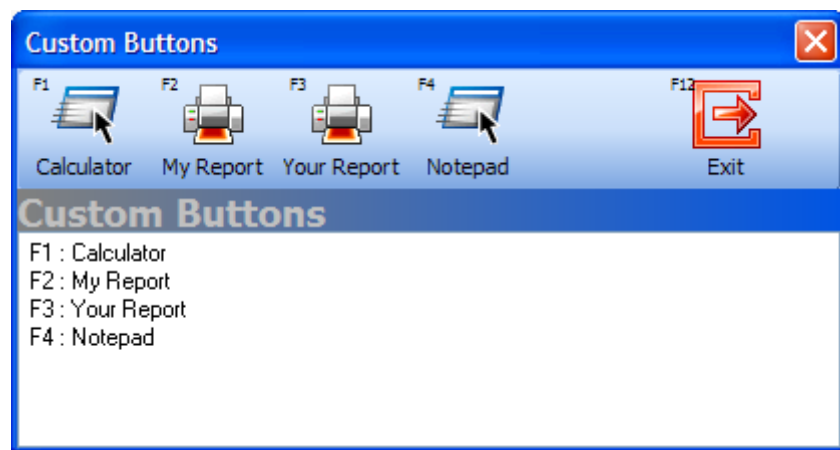 Custom Buttons
F1 F2 F3 F4 F12
Calculator My Report Your Report Notepad Exit
Custom Buttons
F1 : Calculator
F2 : My Report
F3 : Your Report
F4 : Notepad